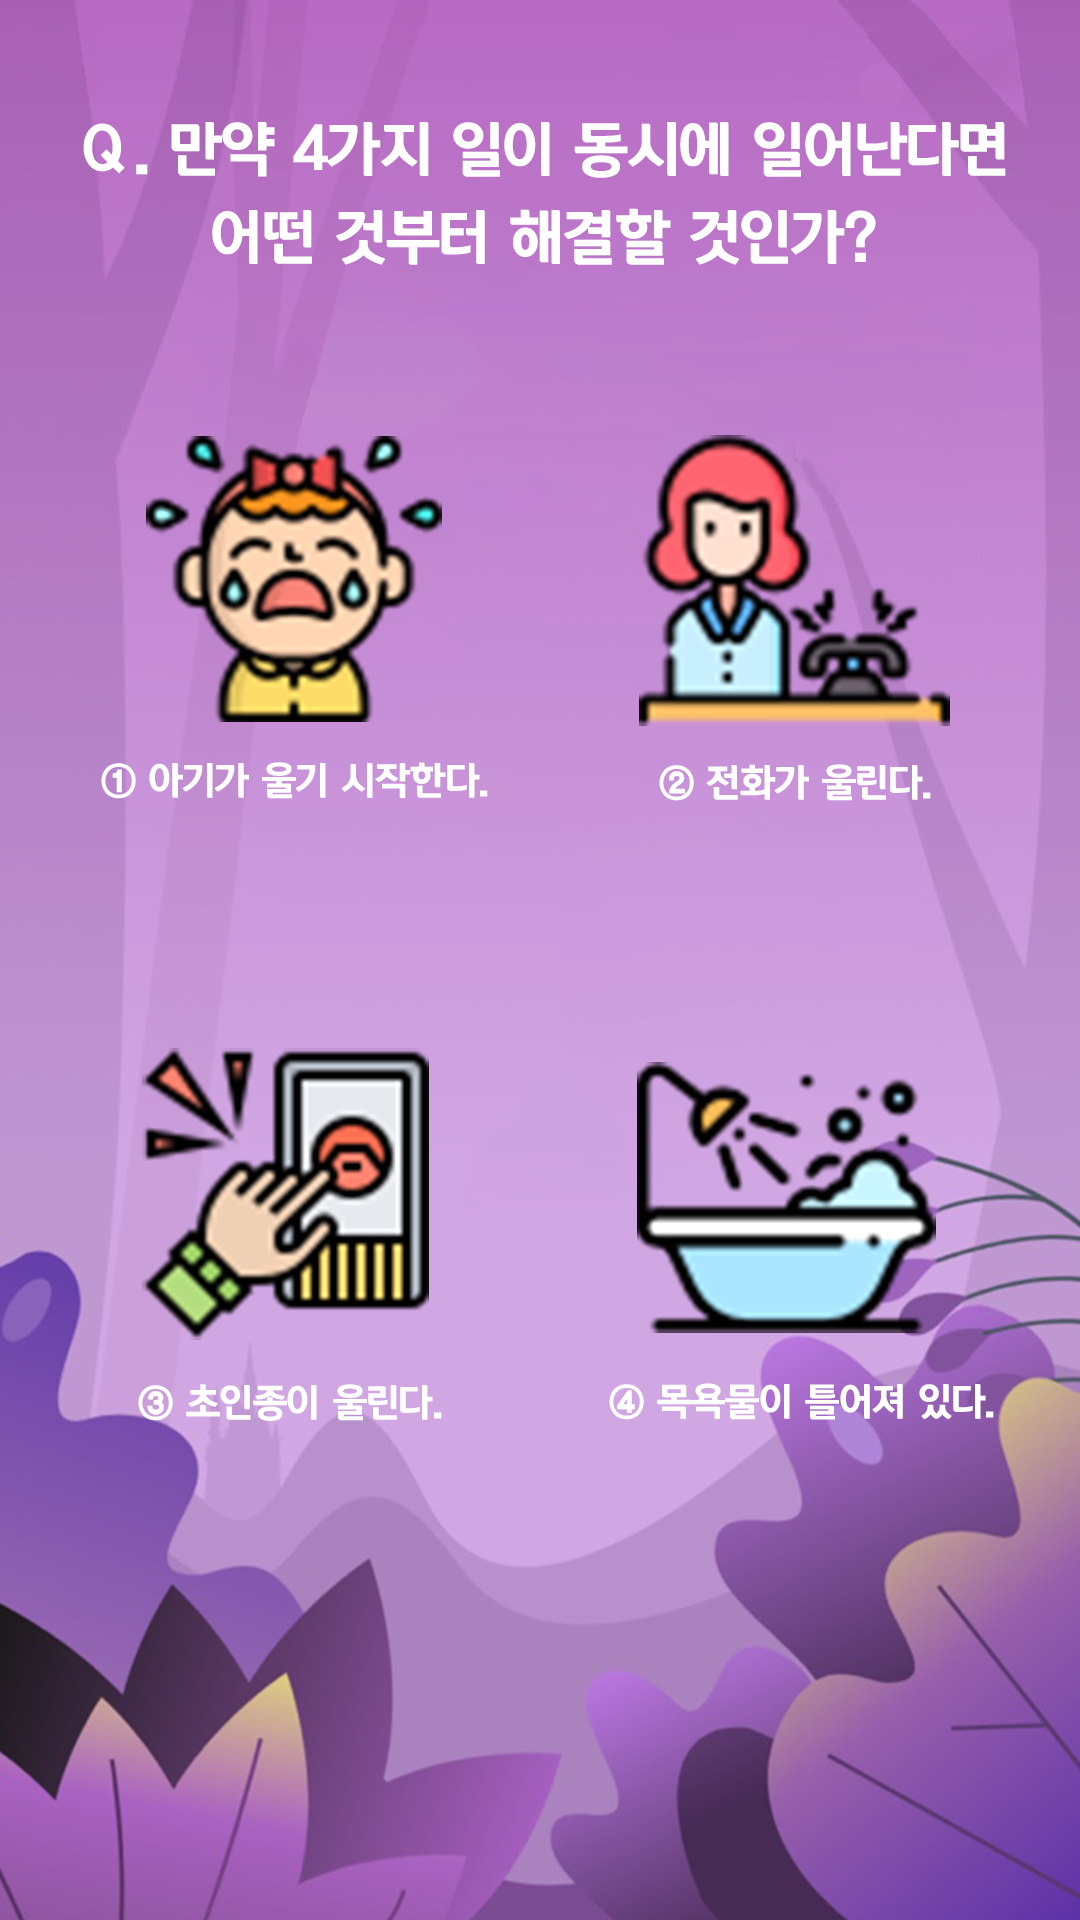 Q. 만약 4가지 일이 동시에 일어난다면
어떤 것부터 해결할 것인가?
① 아기가 울기 시작한다.
② 전화가 울린다.
③ 초인종이 울린다.
④ 목욕물이 틀어져 있다.